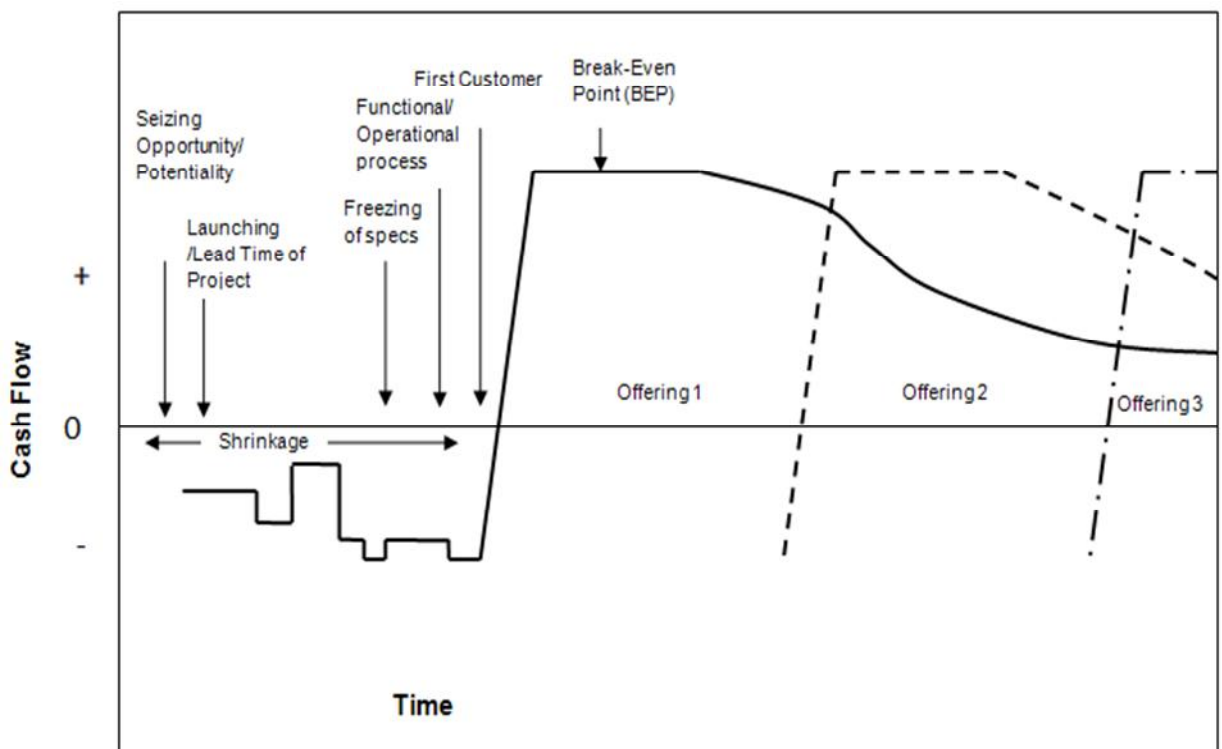 First Customer
Break-Even
Point (BEP)
Seizing
Opportunity/
Potentiality
Functional/
Operational
process
Launching
/Lead Time of
Project
Freezing
of specs
+
Cash Flow
0
-
Shrinkage
Offering 1
Offering 2
Offering 3
Time